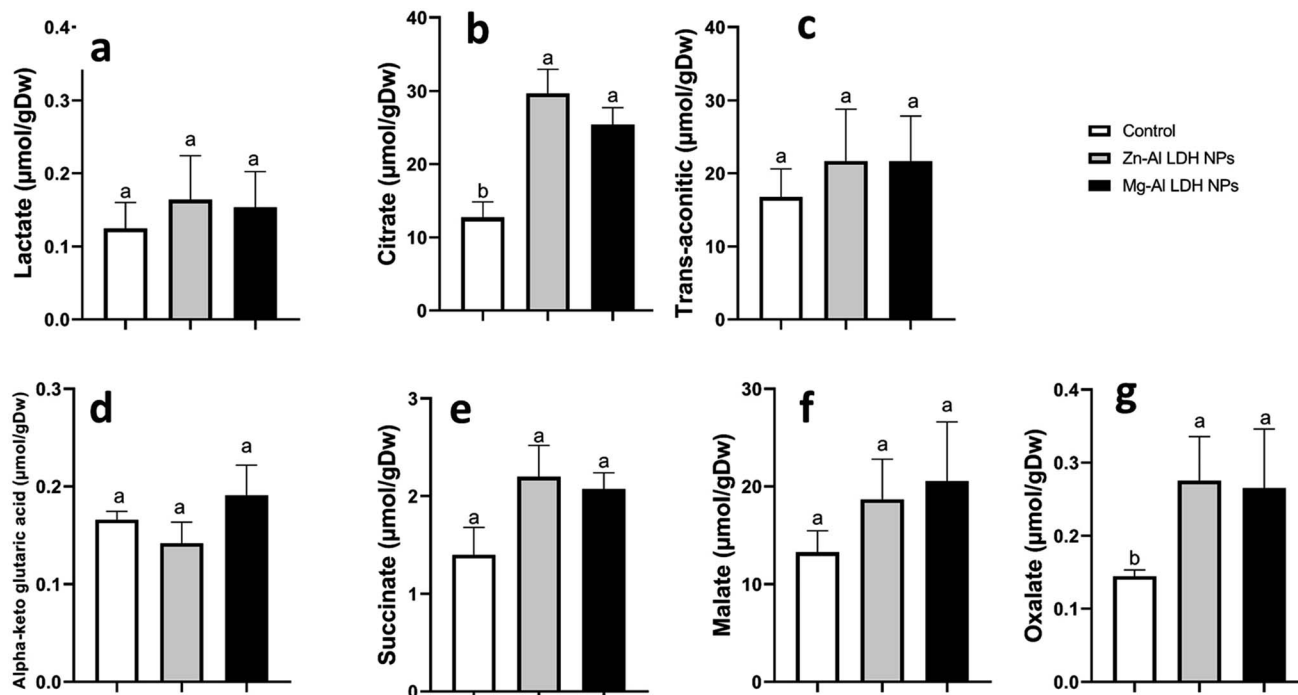 a
Lactate (µmol/gDw)
0.4
0.3
0.2
0.1
0.0
a
a
a
b
Citrate (µmol/gDw)
40
30
20
10
0
b
a
a
c
Trans-aconitic (µmol/gDw)
40
30
20
10
0
a
a
a
Control
Zn-Al LDH NPs
Mg-Al LDH NPs
d
Alpha-keto glutaric acid (µmol/gDw)
0.3
0.2
0.1
0.0
a
a
a
e
Succinate (µmol/gDw)
3
2
1
0
a
a
a
f
Malate (µmol/gDw)
30
20
10
0
a
a
a
g
Oxalate (µmol/gDw)
0.4
0.3
0.2
0.1
0.0
b
a
a